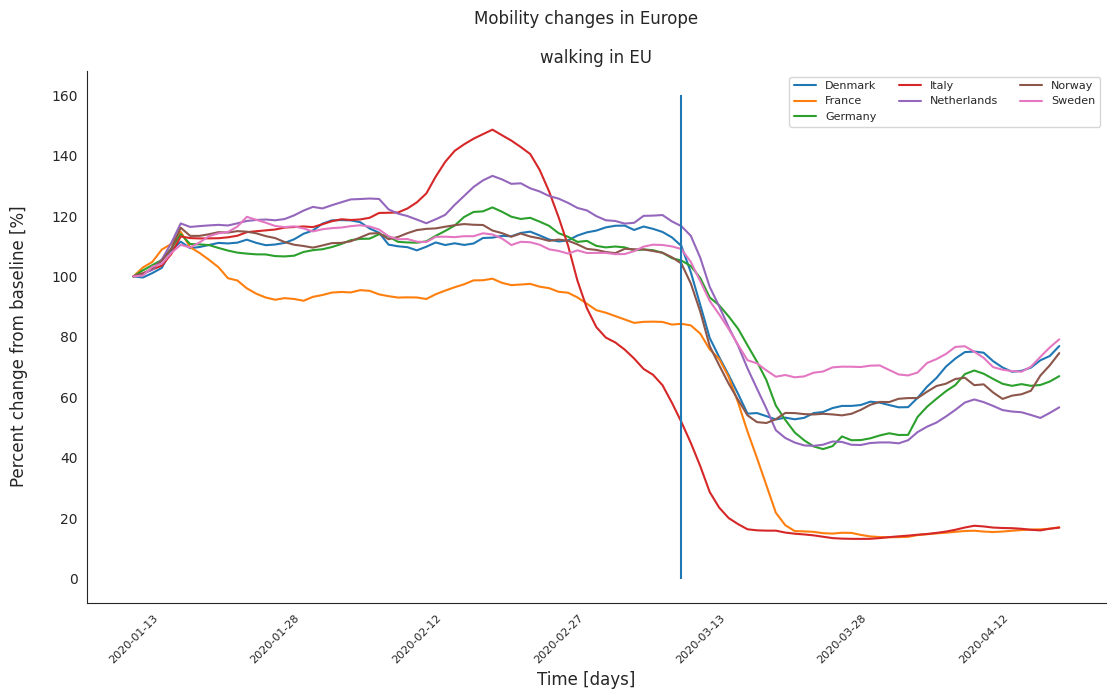 Mobility changes in Europe
walking in EU
Denmark
France
Germany
Italy
Netherlands
Norway
Sweden
Percent change from baseline [%]
160
140
120
100
80
60
40
20
0
2020-01-13
2020-01-28
2020-02-12
2020-02-27
2020-03-13
2020-03-28
2020-04-12
Time [days]